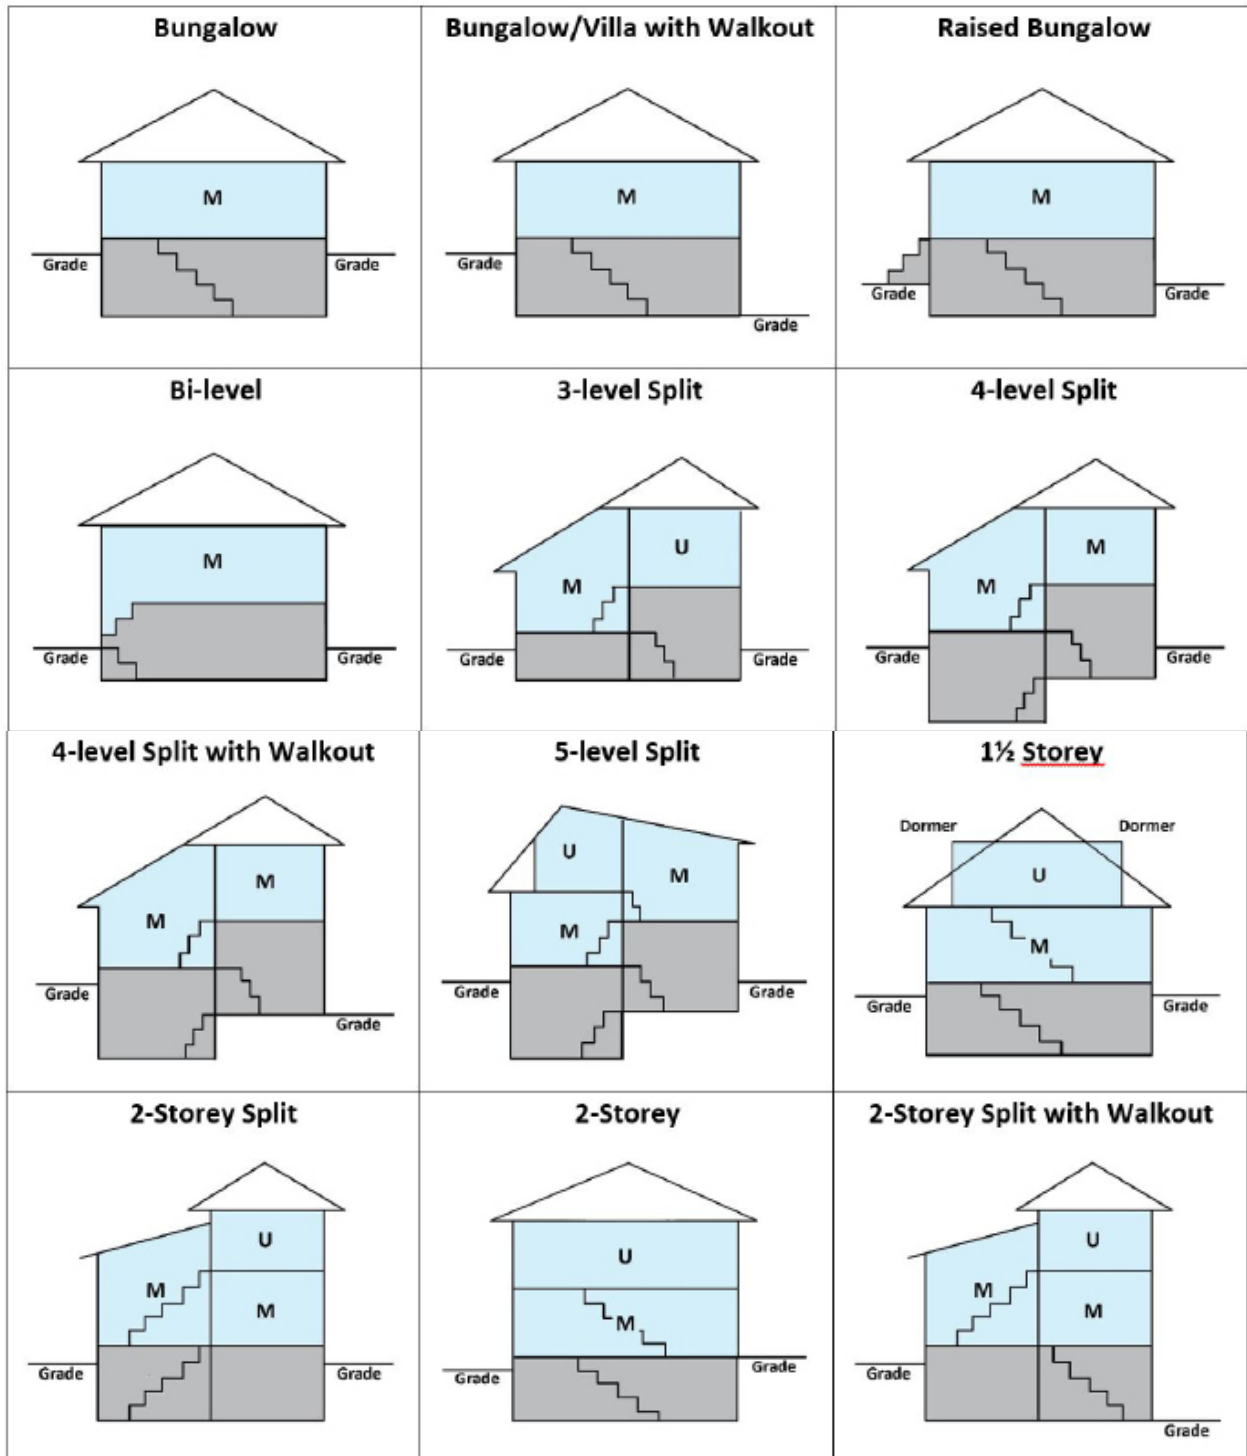 Bungalow
M
Grade
Grade
Bungalow/Villa with Walkout
M
Grade
Grade
Raised Bungalow
M
Grade
Grade
Bi-level
M
Grade
Grade
3-level Split
U
M
Grade
Grade
4-level Split
M
M
Grade
Grade
4-level Split with Walkout
M
M
Grade
Grade
5-level Split
U
M
M
Grade
Grade
1½ Storey
Dormer
Dormer
U
M
Grade
Grade
2-Storey Split
U
M
M
Grade
Grade
2-Storey
U
M
Grade
Grade
2-Storey Split with Walkout
U
M
M
Grade
Grade